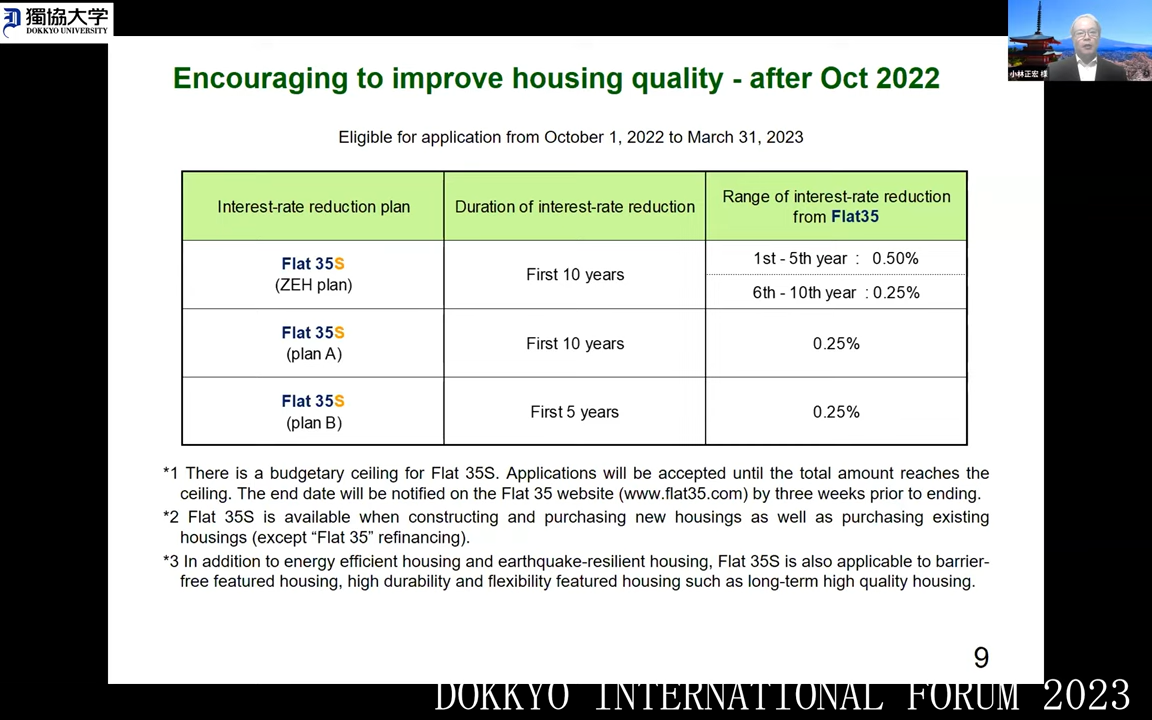 獨協大学
DOKKYO UNIVERSITY
小林正宏 様
Encouraging to improve housing quality - after Oct 2022
Eligible for application from October 1, 2022 to March 31, 2023
Interest-rate reduction plan
Duration of interest-rate reduction
Range of interest-rate reduction
from Flat35
Flat 35S
(ZEH plan)
First 10 years
1st - 5th year : 0.50%
6th - 10th year : 0.25%
Flat 35S
(plan A)
First 10 years
0.25%
Flat 35S
(plan B)
First 5 years
0.25%
*1 There is a budgetary ceiling for Flat 35S. Applications will be accepted until the total amount reaches the
ceiling. The end date will be notified on the Flat 35 website (www.flat35.com) by three weeks prior to ending.
*2 Flat 35S is available when constructing and purchasing new housings as well as purchasing existing
housings (except “Flat 35” refinancing).
*3 In addition to energy efficient housing and earthquake-resilient housing, Flat 35S is also applicable to barrier-
free featured housing, high durability and flexibility featured housing such as long-term high quality housing.
9
DOKKYO INTERNATIONAL FORUM 2023